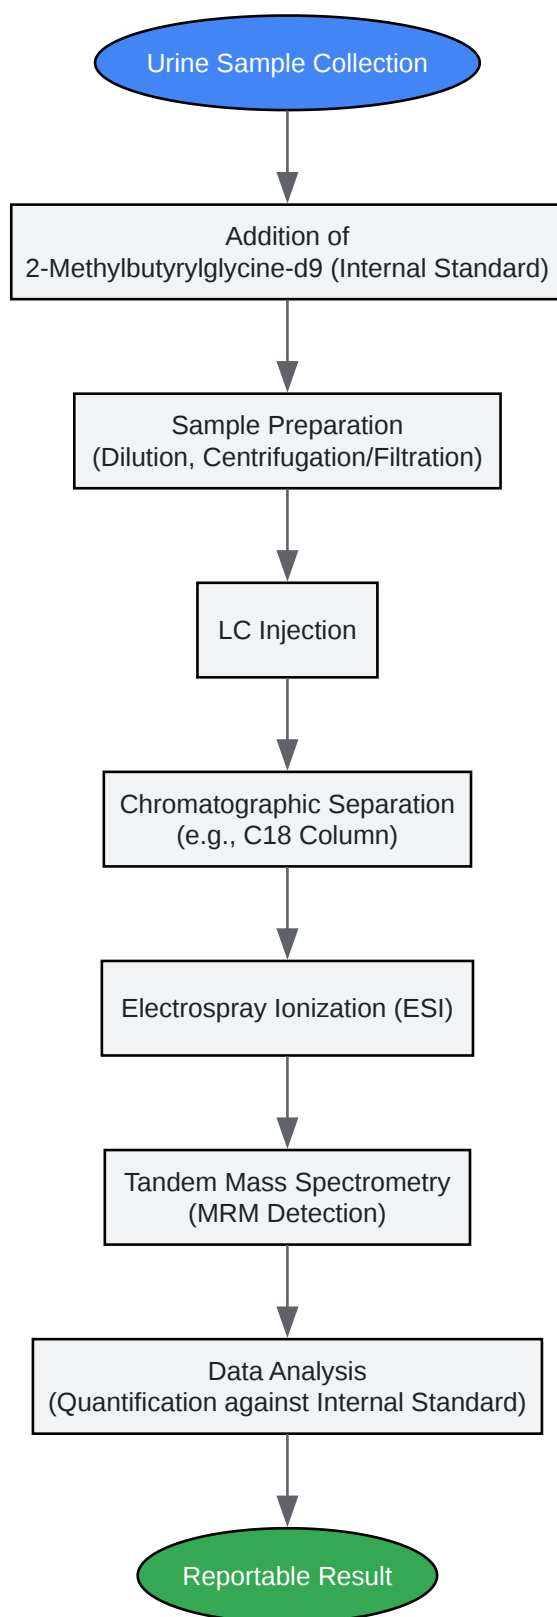 Urine Sample Collection
Addition of
2-Methylbutyrylglycine-d9 (Internal Standard)
Sample Preparation
(Dilution, Centrifugation/Filtration)
LC Injection
Chromatographic Separation
(e.g., C18 Column)
Electrospray Ionization (ESI)
Tandem Mass Spectrometry
(MRM Detection)
Data Analysis
(Quantification against Internal Standard)
Reportable Result